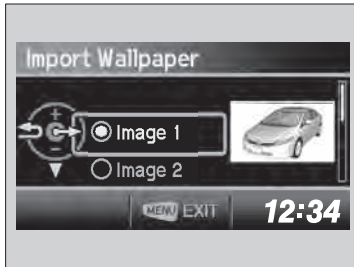 Import Wallpaper
+
Image 1
−
Image 2
MENU EXIT
12:34